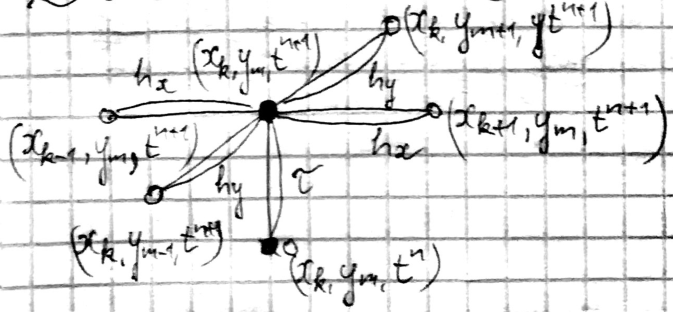 (x_k, y_{m+1}, yt^{n+1})
(x_k, y_m, t^{n+1})
h_x
h_y
(x_{k+1}, y_m, t^{n+1})
h_x
(x_{k-1}, y_m, t^{n+1})
h_y
τ
(x_k, y_{m-1}, t^{n+1})
(x_k, y_m, t^n)